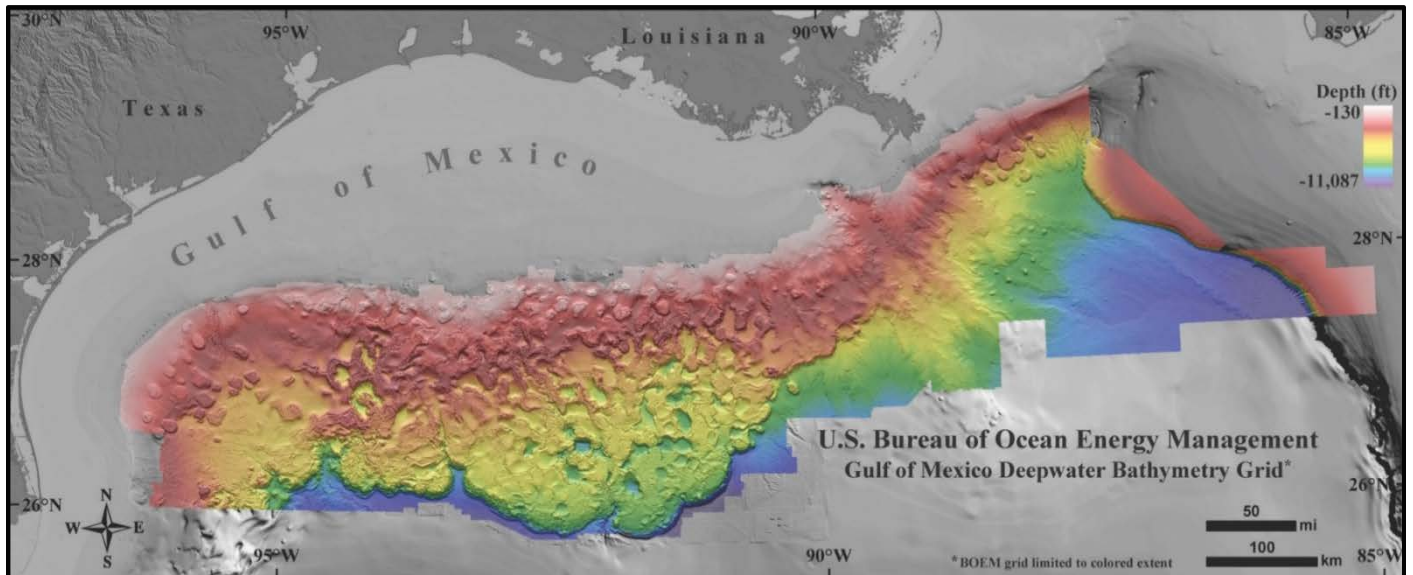 30°N
95°W
Louisiana
90°W
85°W
Texas
Depth (ft)
-130
-11,087
Gulf of Mexico
28°N
28°N
U.S. Bureau of Ocean Energy Management
Gulf of Mexico Deepwater Bathymetry Grid*
26°N
26°N
N
W E
S
50
mi
100
km
95°W
90°W
85°W
*BOEM grid limited to colored extent